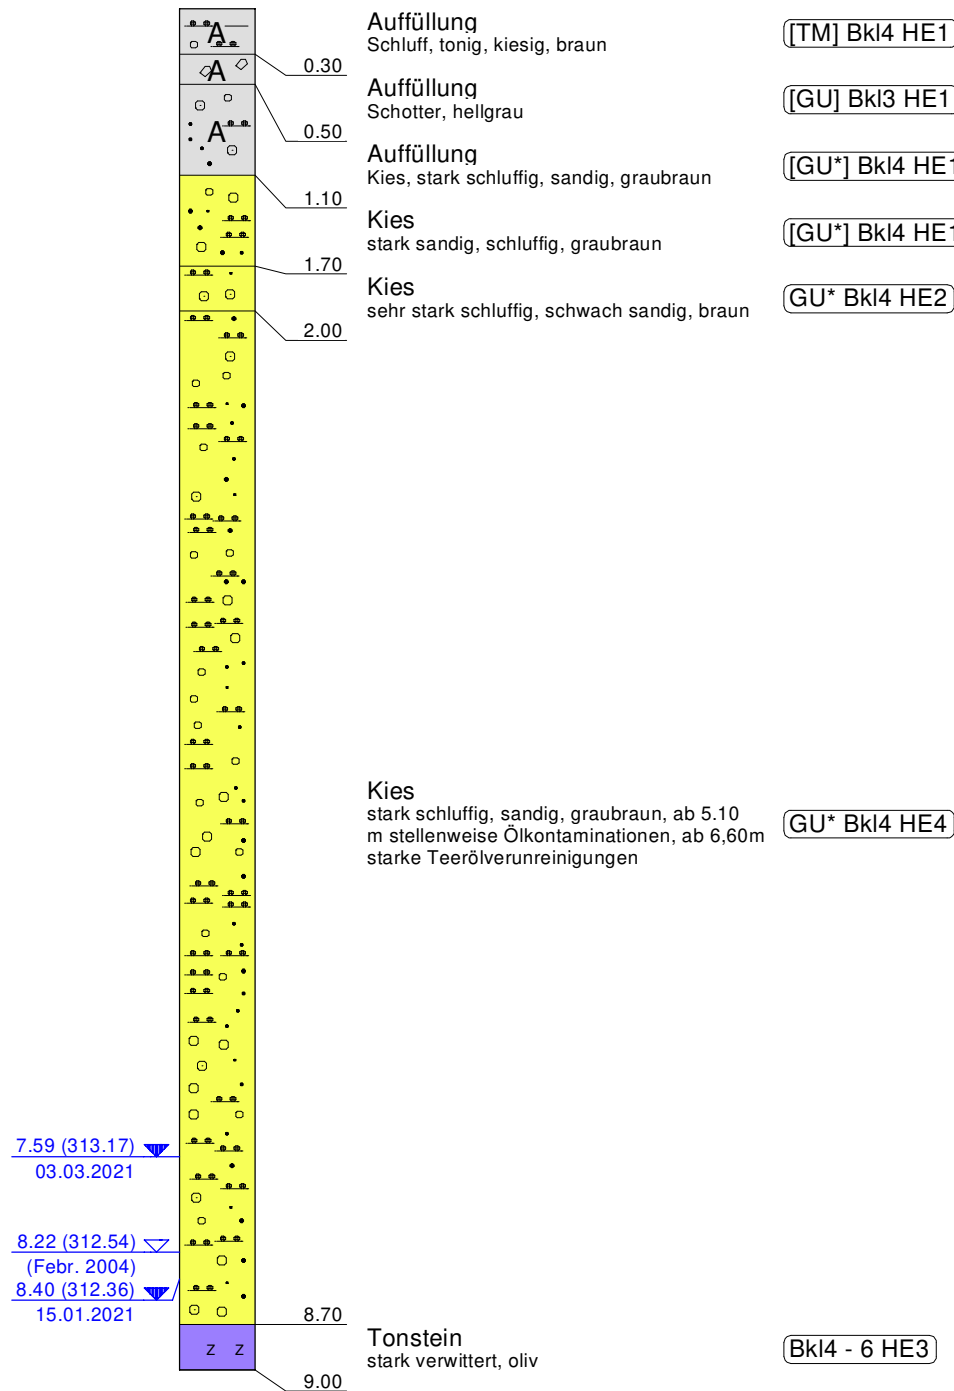 A
Auffüllung
Schluff, tonig, kiesig, braun
[TM] Bkl4 HE1
0.30
A
Auffüllung
Schotter, hellgrau
[GU] Bkl3 HE1
0.50
A
Auffüllung
Kies, stark schluffig, sandig, graubraun
[GU*] Bkl4 HE1
1.10
Kies
stark sandig, schluffig, graubraun
[GU*] Bkl4 HE1
1.70
Kies
sehr stark schluffig, schwach sandig, braun
GU* Bkl4 HE2
2.00
Kies
stark schluffig, sandig, graubraun, ab 5.10
m stellenweise Ölkontaminationen, ab 6,60m
starke Teerölverunreinigungen
GU* Bkl4 HE4
7.59 (313.17)
03.03.2021
8.22 (312.54)
(Febr. 2004)
8.40 (312.36)
15.01.2021
8.70
Tonstein
stark verwittert, oliv
Bkl4 - 6 HE3
z z
9.00